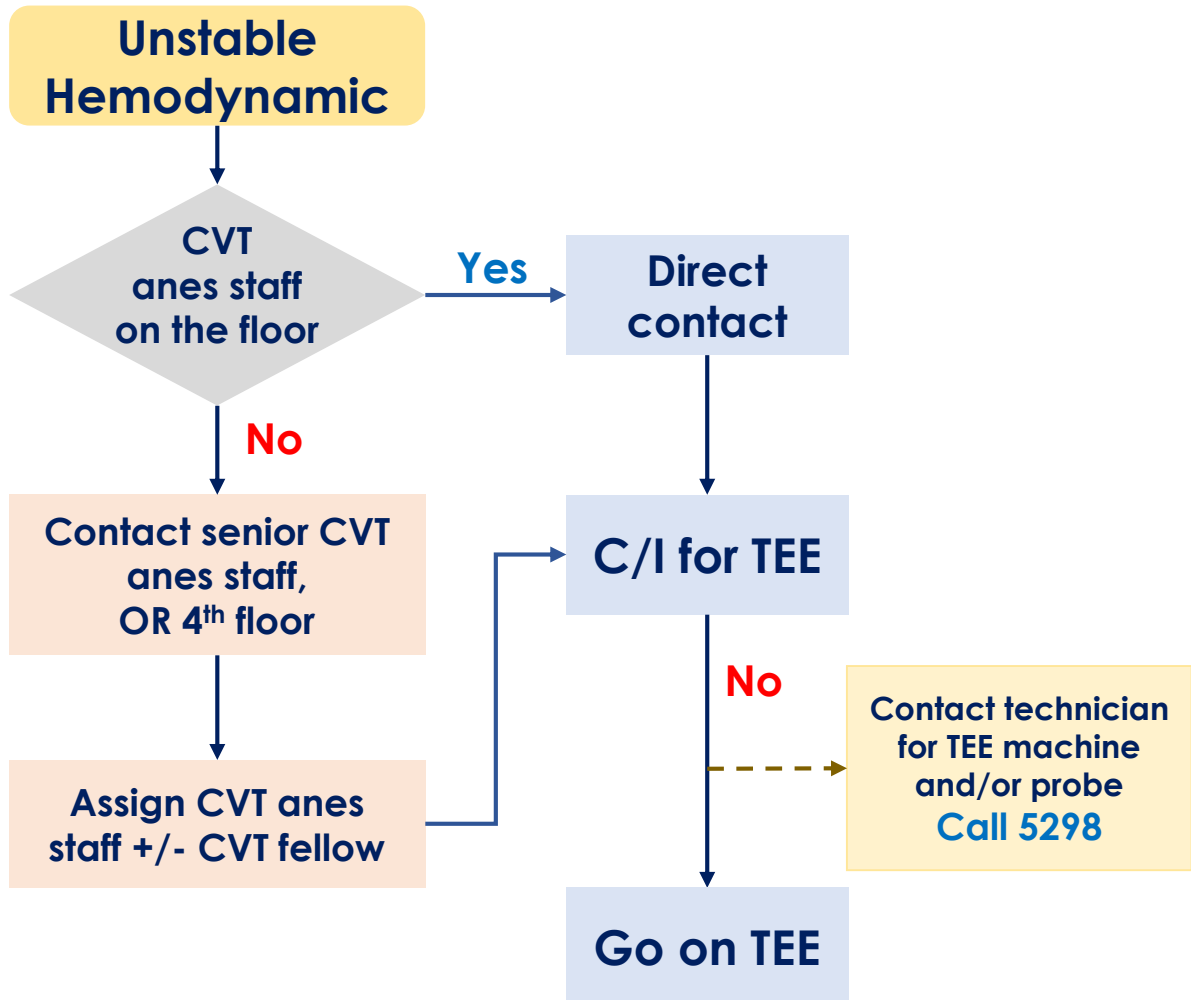 Unstable
Hemodynamic
CVT
anes staff
on the floor
Yes
Direct
contact
No
Contact senior CVT
anes staff,
OR 4th floor
C/I for TEE
No
Contact technician
for TEE machine
and/or probe
Call 5298
Assign CVT anes
staff +/- CVT fellow
Go on TEE